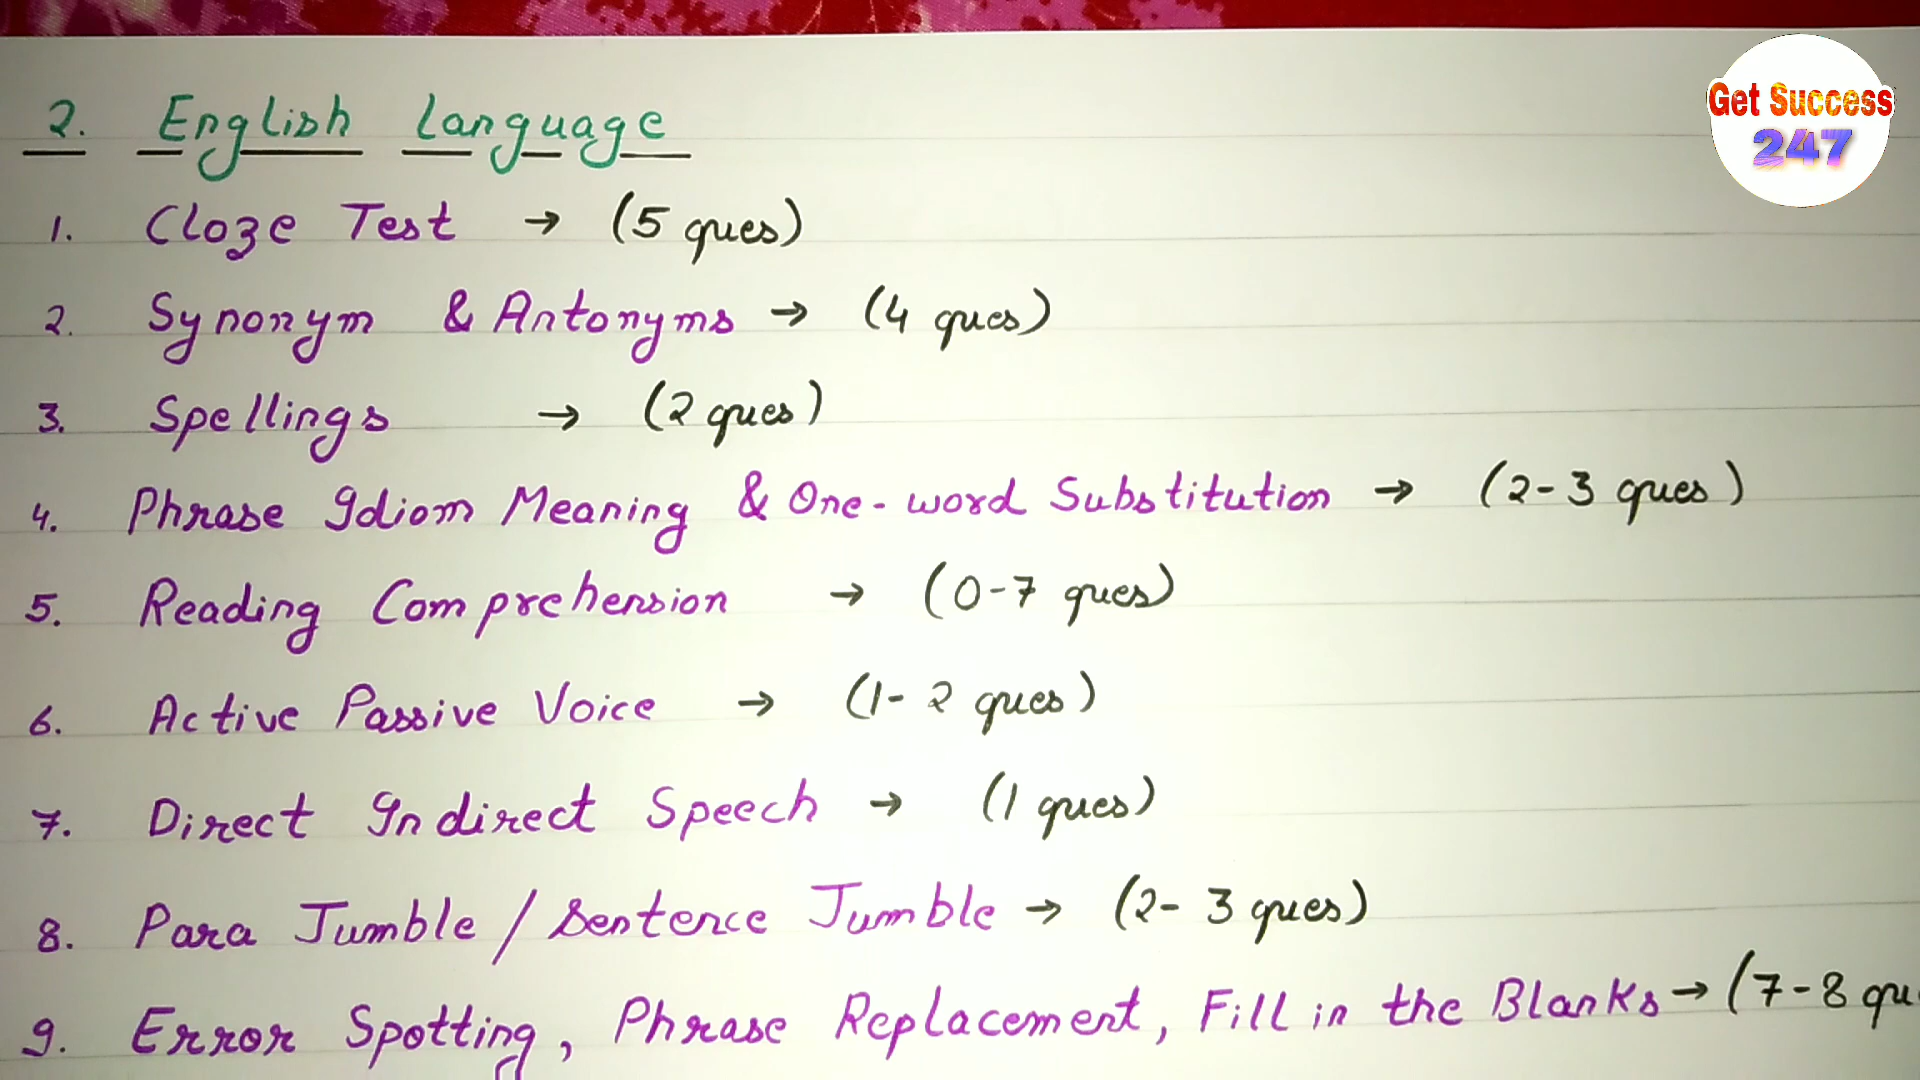 Get Success
247
2. English Language
1. Cloze Test → (5 ques)
2. Synonym & Antonyms → (4 ques)
3. Spellings → (2 ques)
4. Phrase Idiom Meaning & One-word Substitution → (2-3 ques)
5. Reading Comprehension → (0-7 ques)
6. Active Passive Voice → (1-2 ques)
7. Direct Indirect Speech → (1 ques)
8. Para Jumble / Sentence Jumble → (2-3 ques)
9. Error Spotting, Phrase Replacement, Fill in the Blanks → (7-8 que